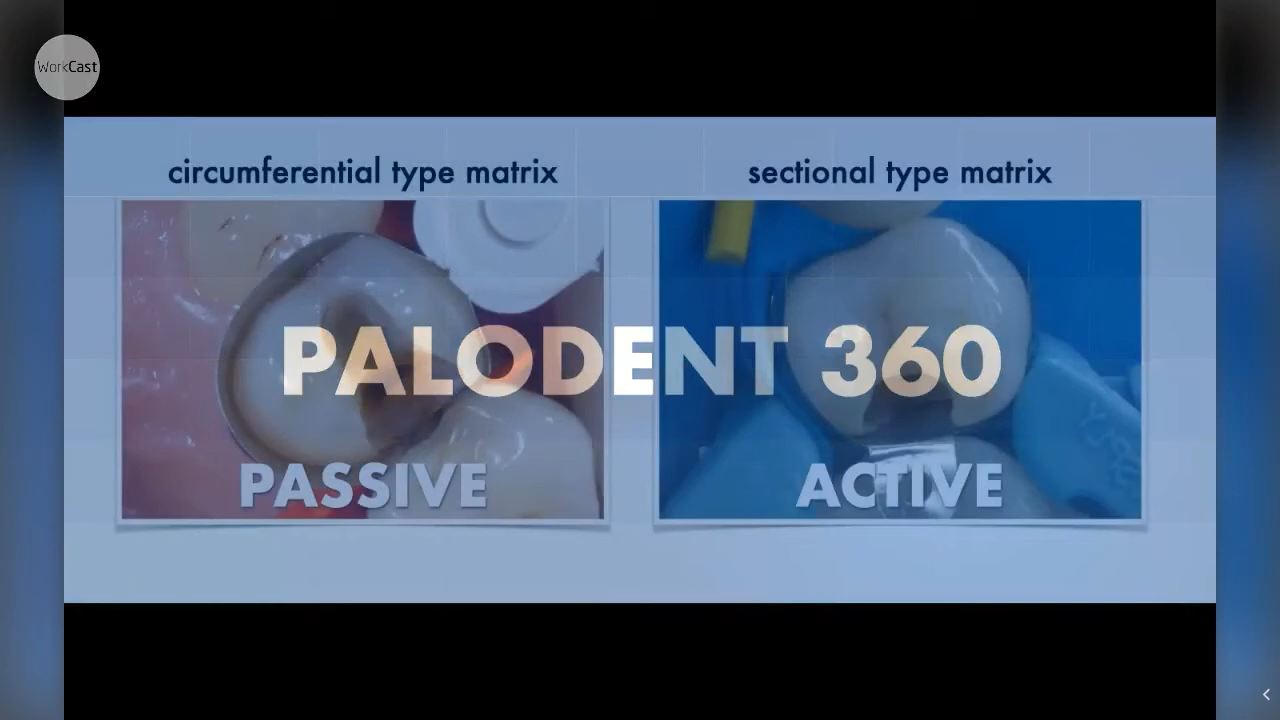 WorkCast
circumferential type matrix
sectional type matrix
PALODENT 360
PASSIVE
ACTIVE